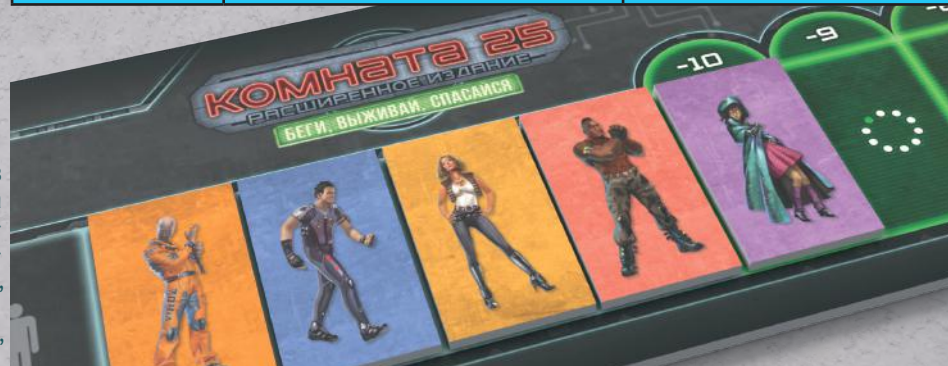 КОМНАТА 25
РАСШИРЕННОЕ ИЗДАНИЕ
БЕГИ, ВЫЖИВАЙ, СПАСАЙСЯ
-10
-9